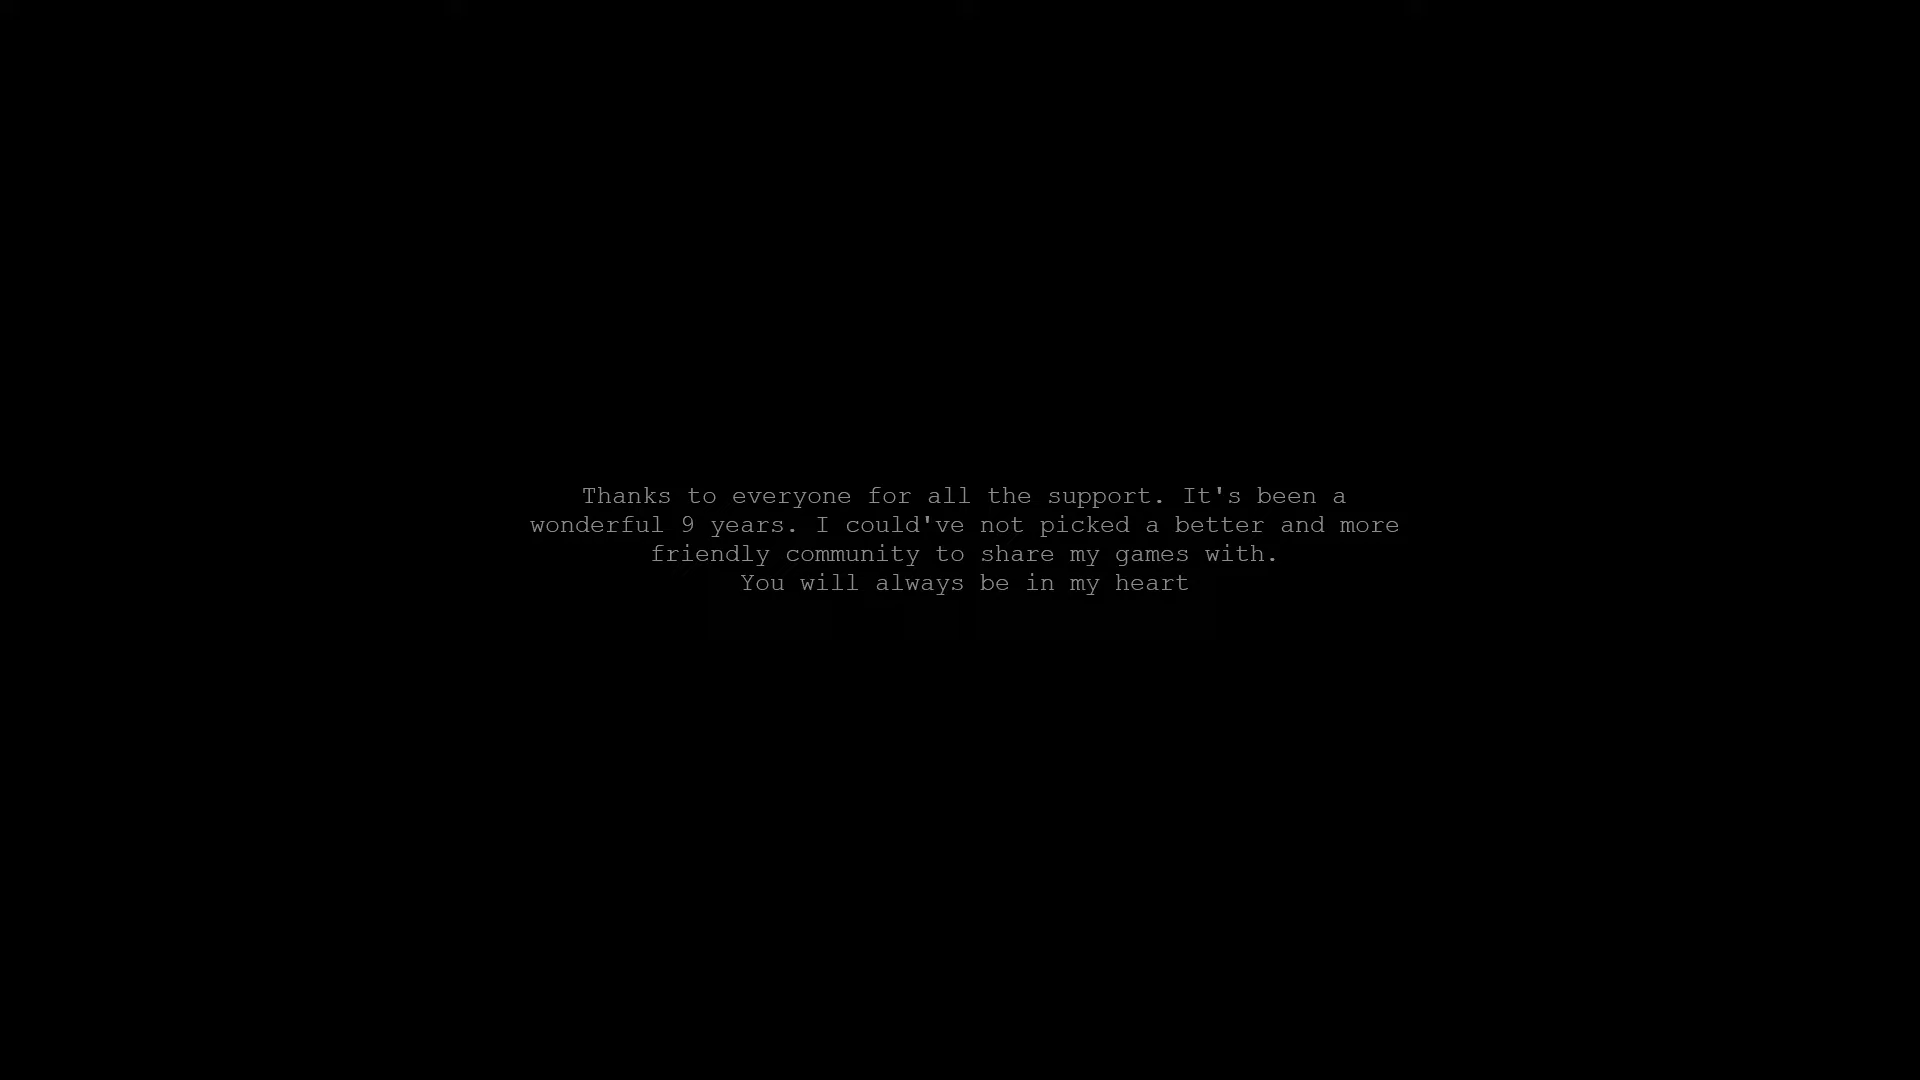 Thanks to everyone for all the support. It's been a
wonderful 9 years. I could've not picked a better and more
friendly community to share my games with.
You will always be in my heart